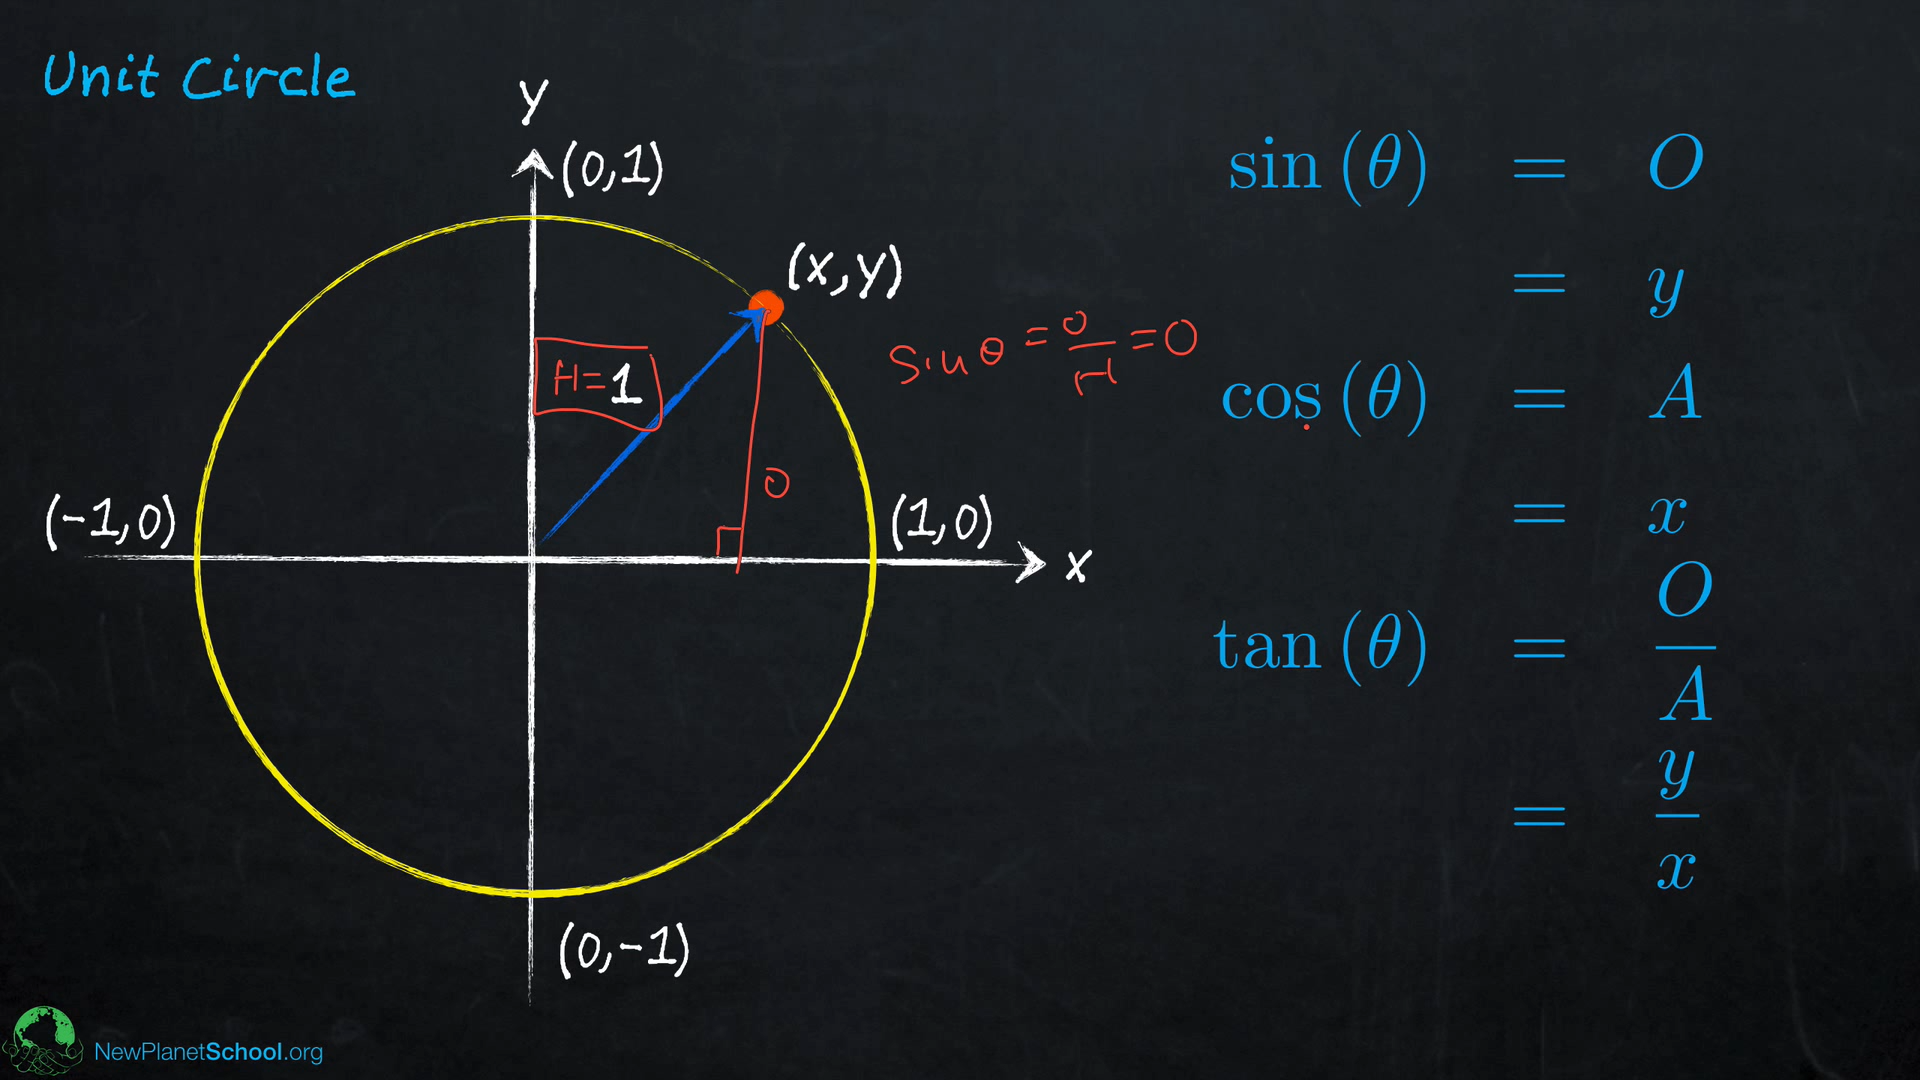 Unit Circle
y
(0,1)
(x,y)
H=1
sin θ = O/H = O
O
(-1,0)
(1,0)
x
(0,-1)
sin (θ) = O
= y
cos (θ) = A
= x
tan (θ) = O/A
= y/x
NewPlanetSchool.org